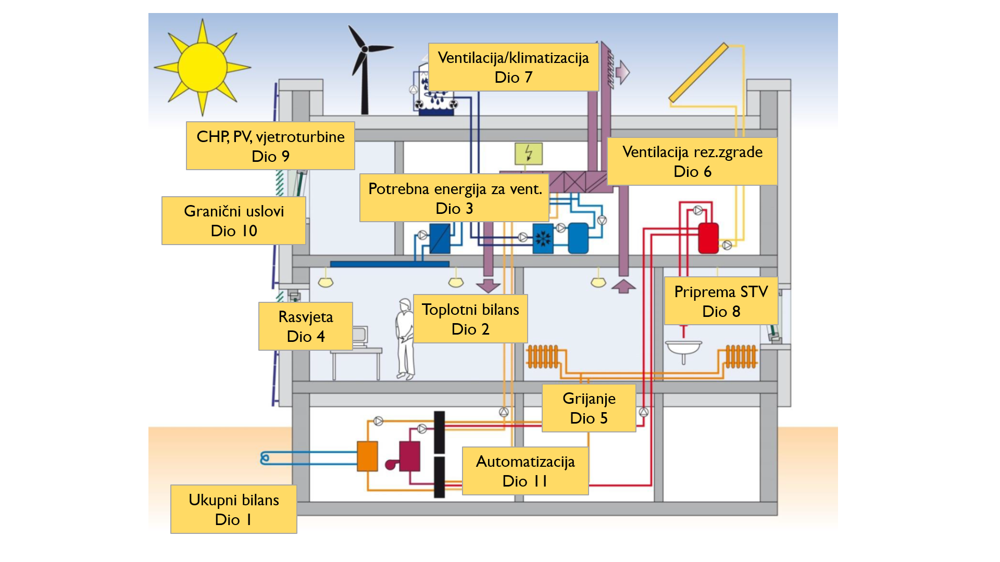 Ventilacija/klimatizacija
Dio 7
CHP, PV, vjetroturbine
Dio 9
Ventilacija rez.zgrade
Dio 6
Potrebna energija za vent.
Dio 3
Granični uslovi
Dio 10
Priprema STV
Dio 8
Toplotni bilans
Dio 2
Rasvjeta
Dio 4
Grijanje
Dio 5
Automatizacija
Dio 11
Ukupni bilans
Dio 1